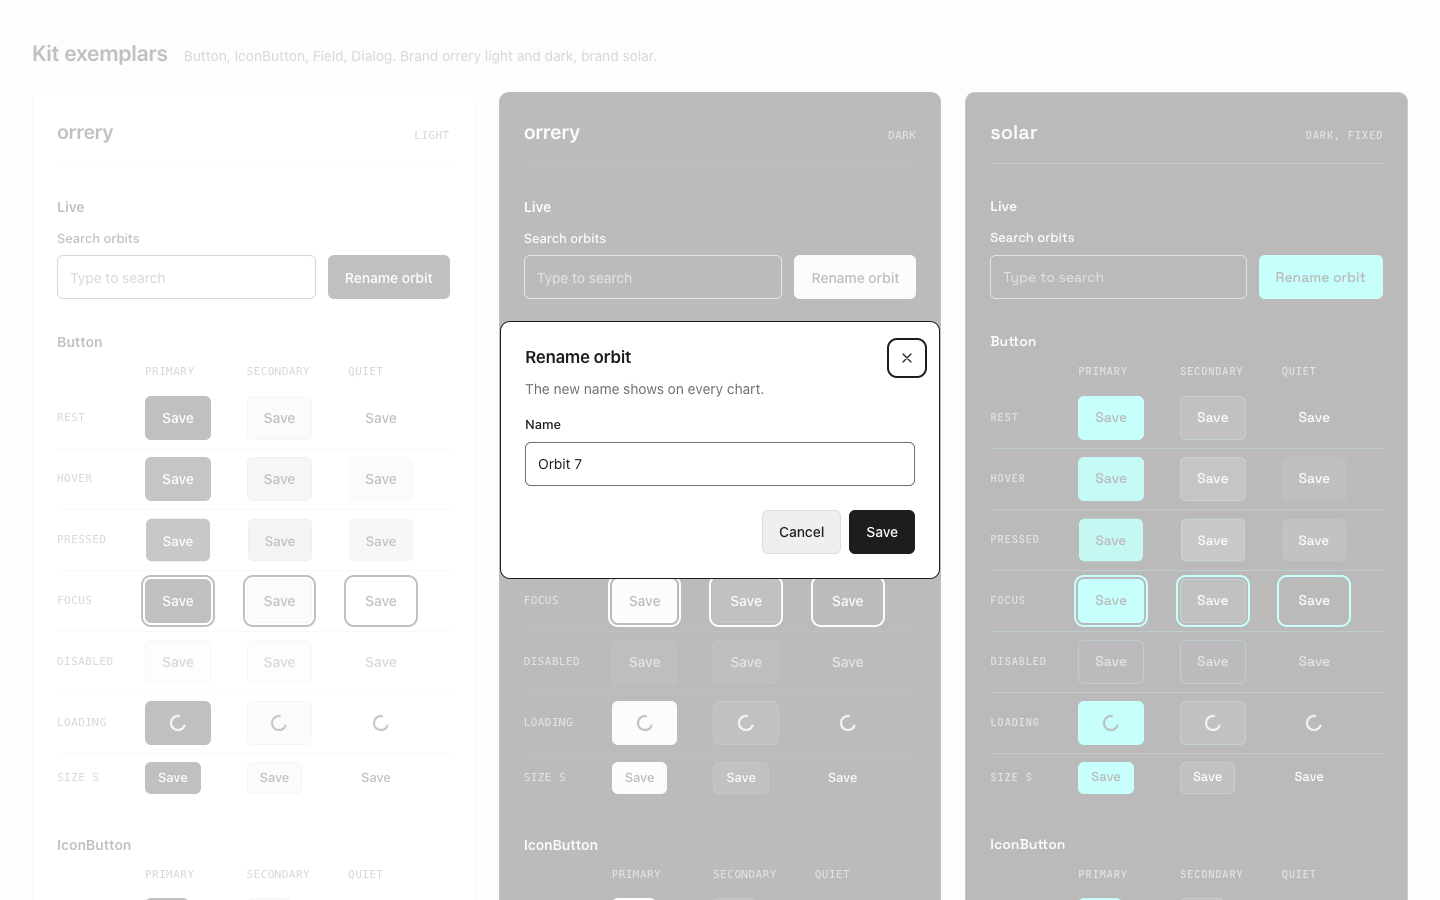 Kit exemplars Button, IconButton, Field, Dialog. Brand orrery light and dark, brand solar.
orrery LIGHT
Live
Search orbits
Type to search Rename orbit
Button
PRIMARY SECONDARY QUIET
REST Save Save Save
HOVER Save Save Save
PRESSED Save Save Save
FOCUS Save Save Save
DISABLED Save Save Save
LOADING
SIZE S Save Save Save
IconButton
PRIMARY SECONDARY QUIET
orrery DARK
Live
Search orbits
Type to search Rename orbit
Rename orbit
The new name shows on every chart.
Name
Orbit 7
Cancel Save
FOCUS Save Save Save
DISABLED Save Save Save
LOADING
SIZE S Save Save Save
IconButton
PRIMARY SECONDARY QUIET
solar DARK, FIXED
Live
Search orbits
Type to search Rename orbit
Button
PRIMARY SECONDARY QUIET
REST Save Save Save
HOVER Save Save Save
PRESSED Save Save Save
FOCUS Save Save Save
DISABLED Save Save Save
LOADING
SIZE S Save Save Save
IconButton
PRIMARY SECONDARY QUIET